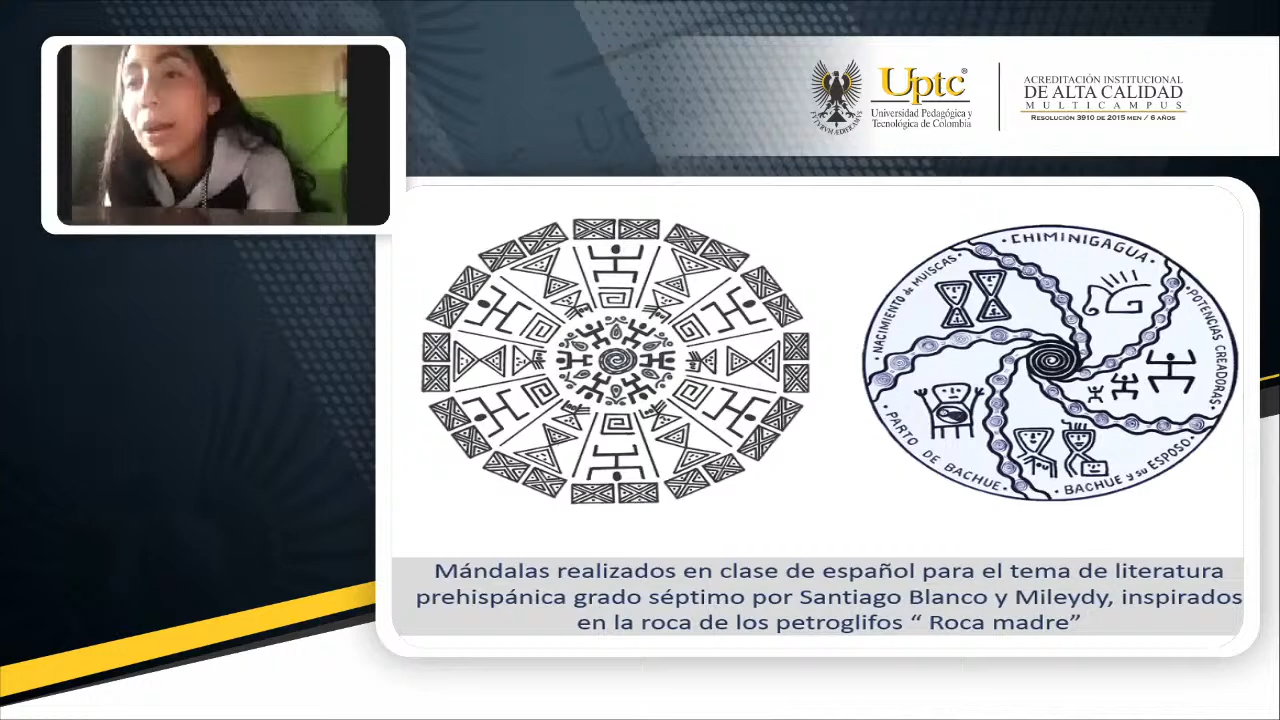 Uptc®
Universidad Pedagógica y
Tecnológica de Colombia
ACREDITACIÓN INSTITUCIONAL
DE ALTA CALIDAD
MULTICAMPUS
RESOLUCIÓN 3910 DE 2015 MEN / 6 AÑOS
• CHIMINIGAGUA •
• NACIMIENTO de MUISCAS •
• POTENCIAS CREADORAS •
• PARTO DE BACHUE •
• BACHUE y su ESPOSO •
Mándalas realizados en clase de español para el tema de literatura
prehispánica grado séptimo por Santiago Blanco y Mileydy, inspirados
en la roca de los petroglifos “ Roca madre”